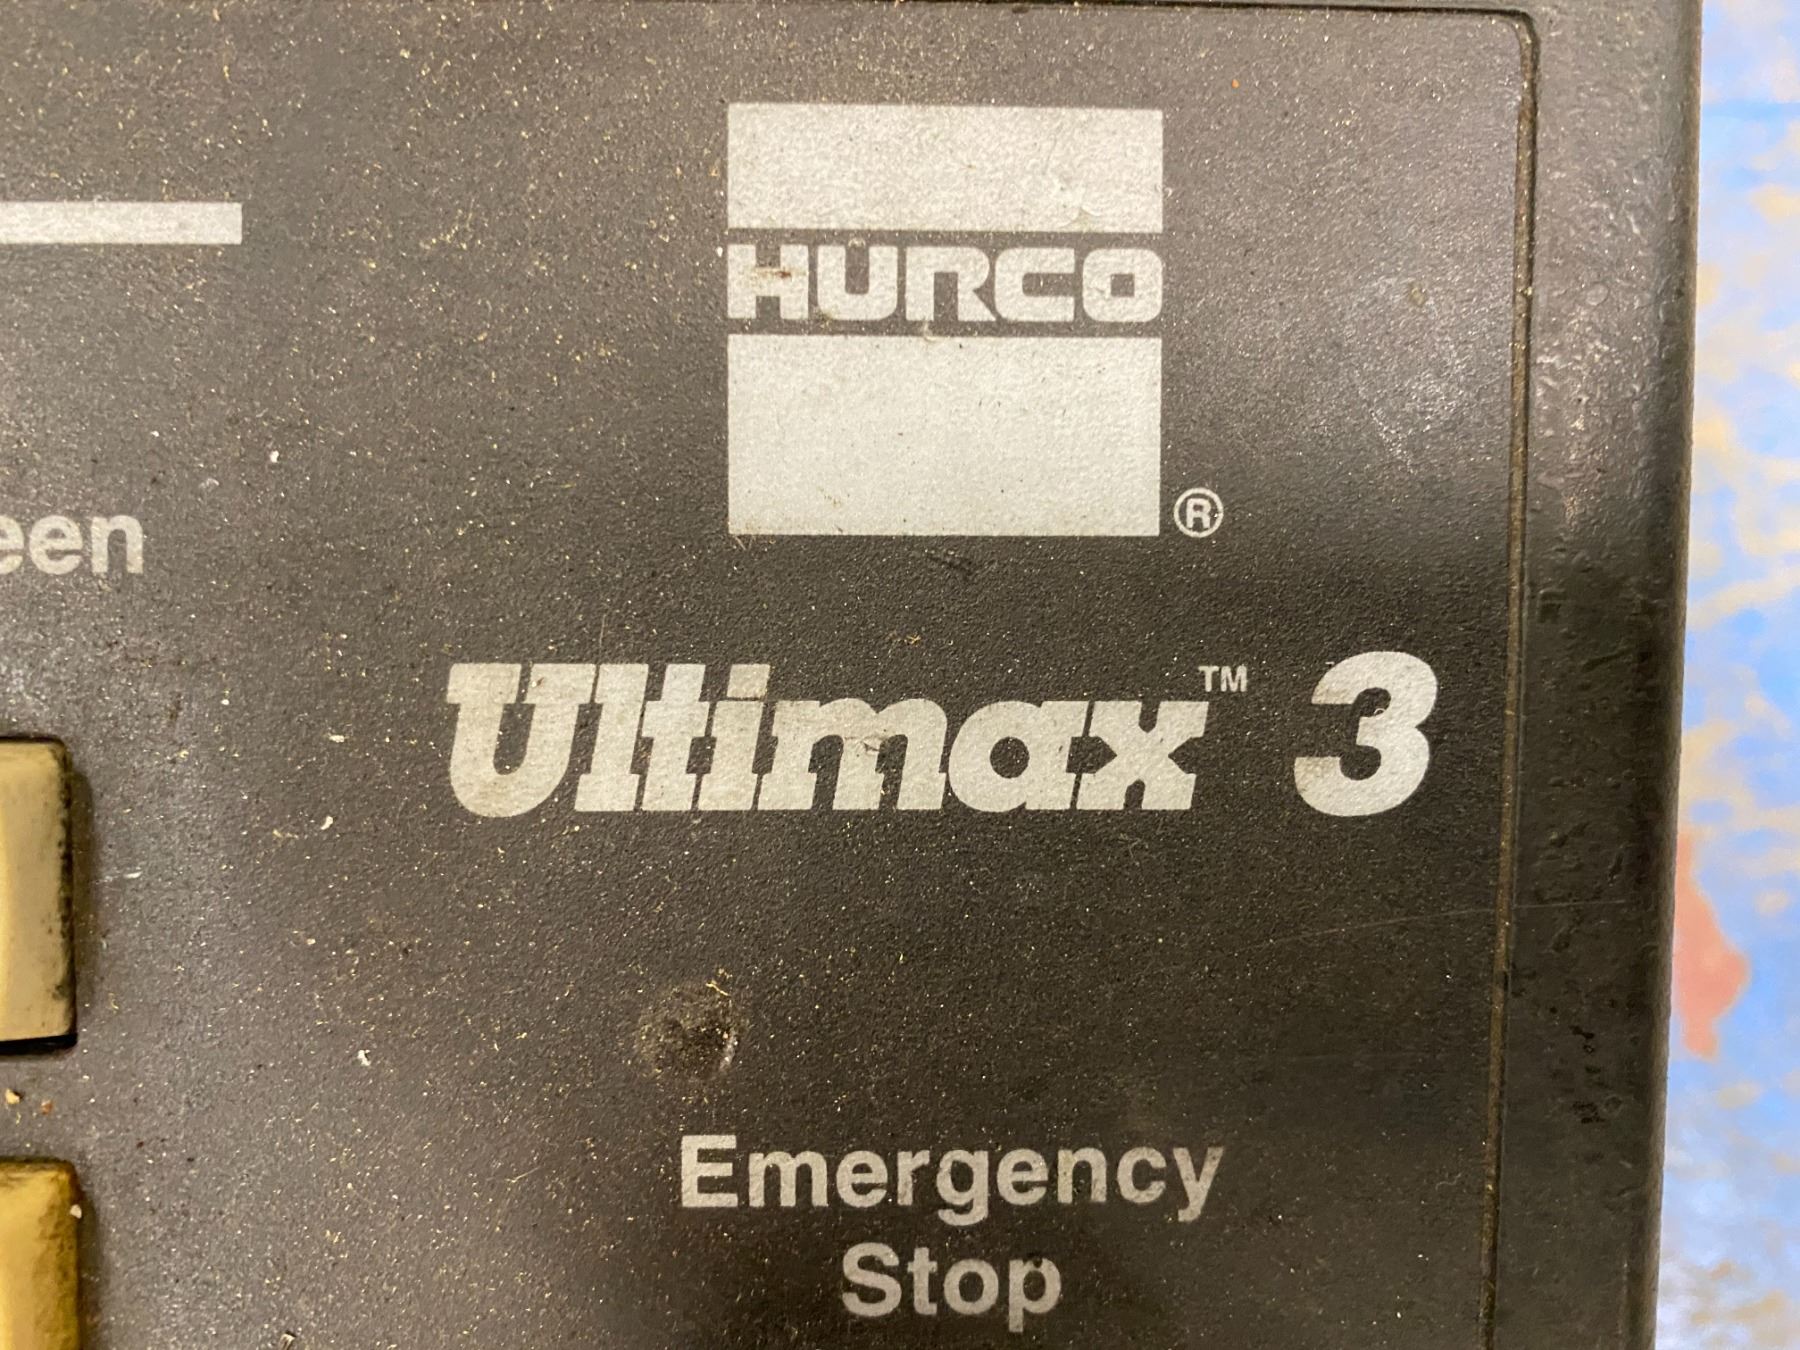 HURCO
®
een
Ultimax™ 3
Emergency
Stop